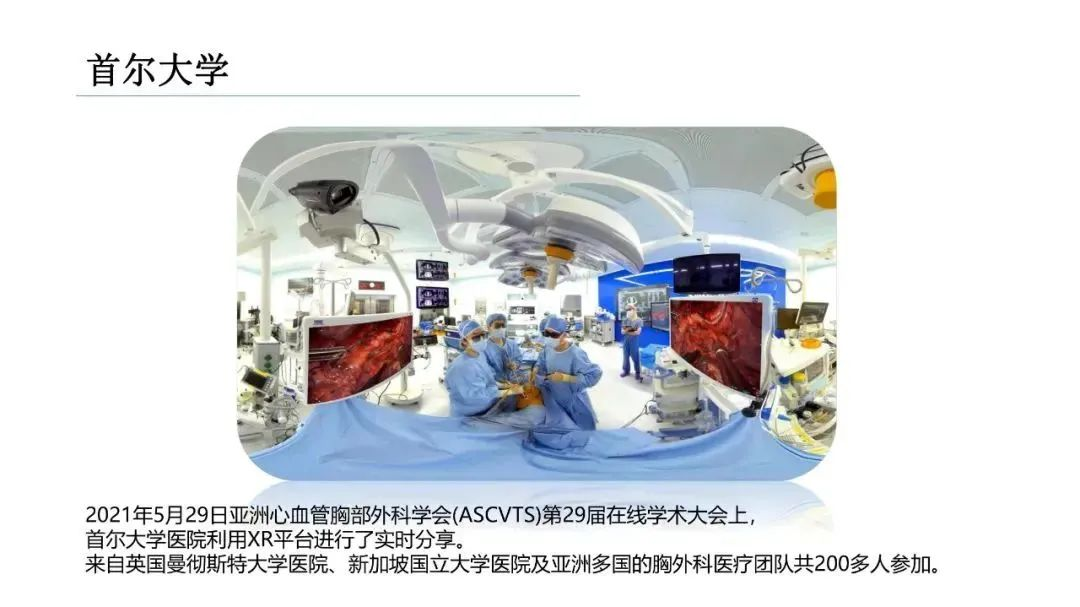 首尔大学
2021年5月29日亚洲心血管胸部外科学会(ASCVTS)第29届在线学术大会上，
首尔大学医院利用XR平台进行了实时分享。
来自英国曼彻斯特大学医院、新加坡国立大学医院及亚洲多国的胸外科医疗团队共200多人参加。